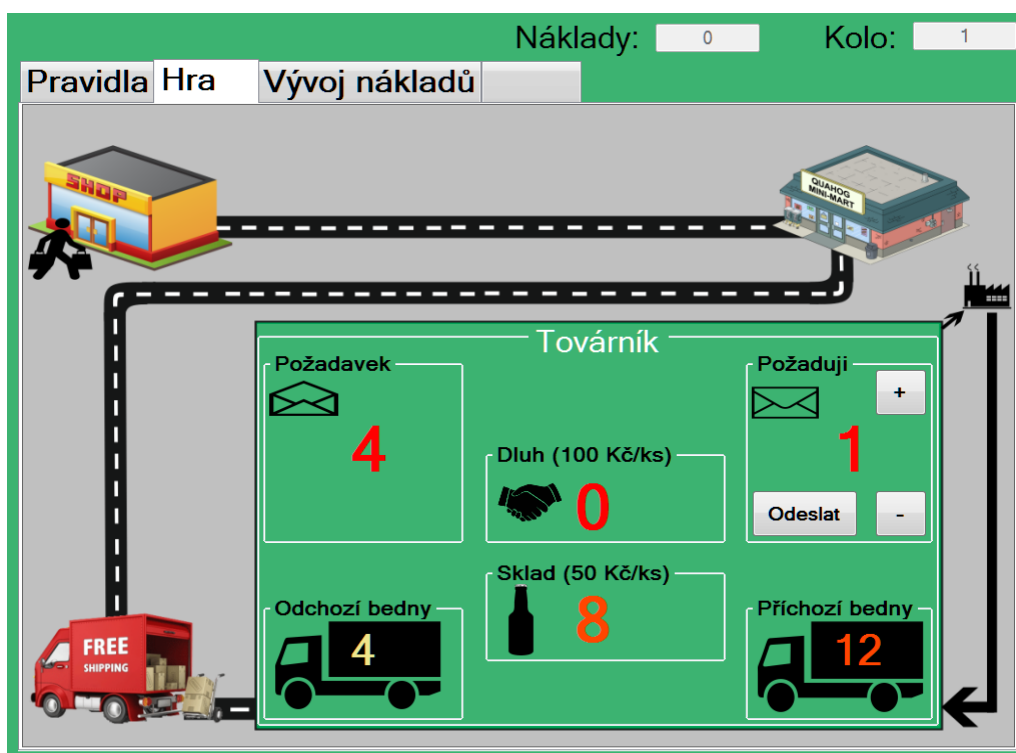 Náklady: 0 Kolo: 1
Pravidla Hra Vývoj nákladů
SHOP
QUAHOG
MINI-MART
Továrník
Požadavek
4
Požaduji
+
1
Odeslat -
Dluh (100 Kč/ks)
0
Sklad (50 Kč/ks)
8
Odchozí bedny
4
Příchozí bedny
12
FREE
SHIPPING